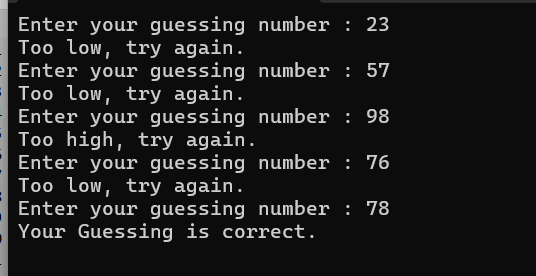 Enter your guessing number : 23
Too low, try again.
Enter your guessing number : 57
Too low, try again.
Enter your guessing number : 98
Too high, try again.
Enter your guessing number : 76
Too low, try again.
Enter your guessing number : 78
Your Guessing is correct.